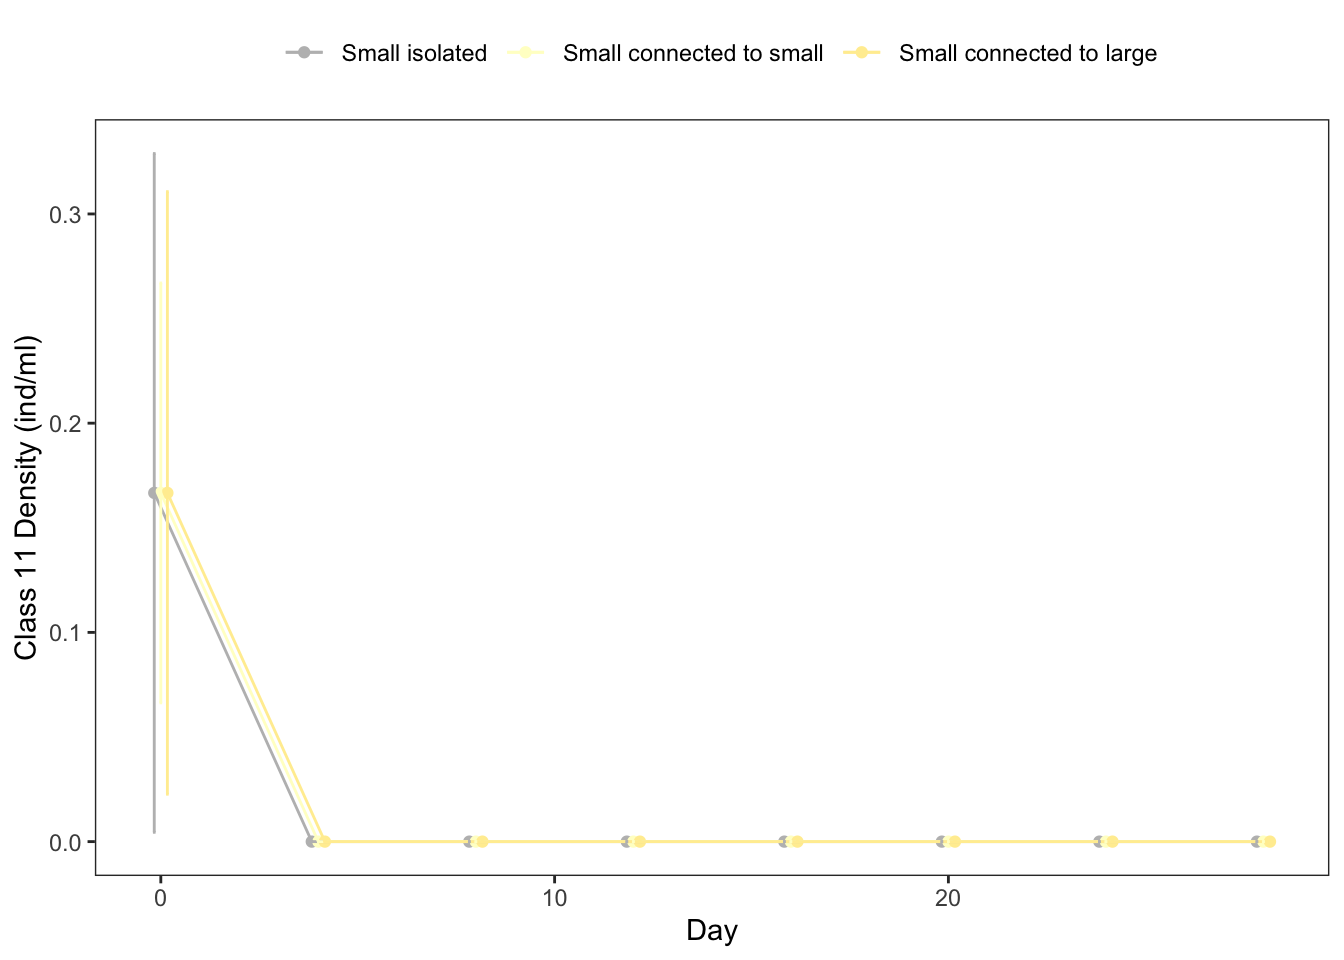 Small isolated Small connected to small Small connected to large
Class 11 Density (ind/ml)
0.3
0.2
0.1
0.0
0 10 20
Day